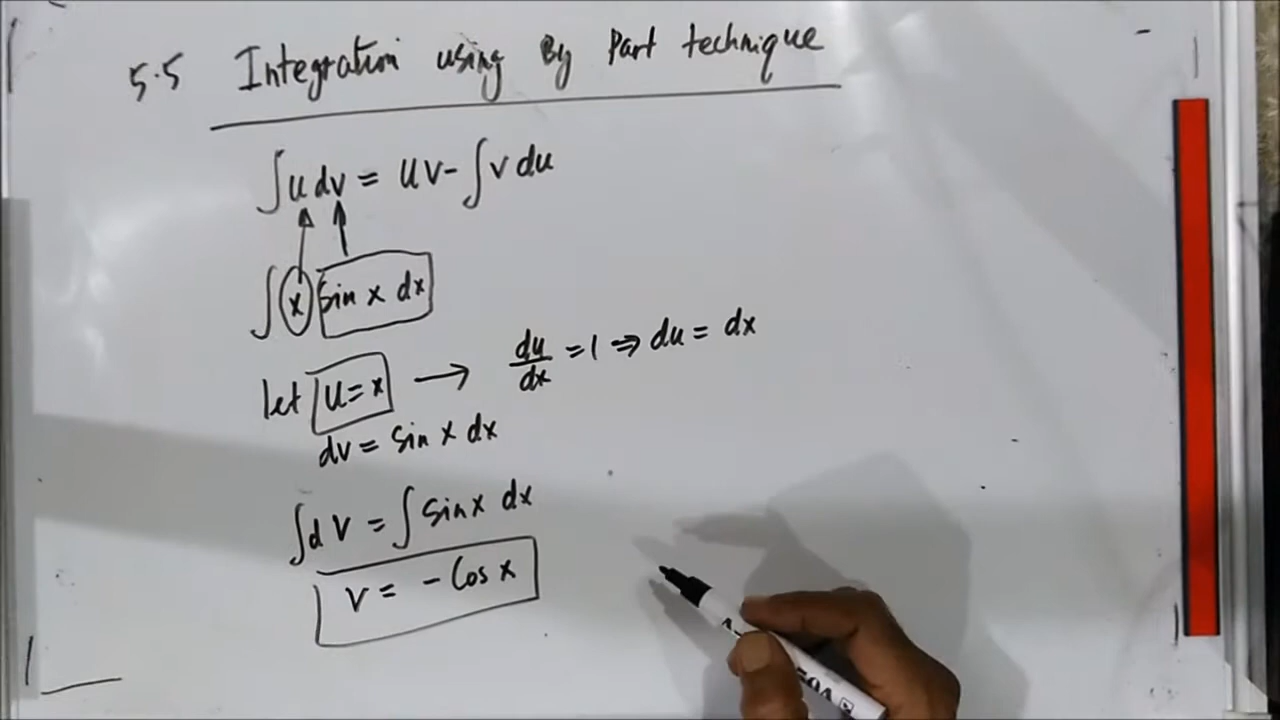 5.5 Integration using By Part technique
∫u dv = uv - ∫v du
∫x sin x dx
let u = x → du/dx = 1 ⇒ du = dx
dv = sin x dx
∫d v = ∫ sin x dx
v = - Cos x